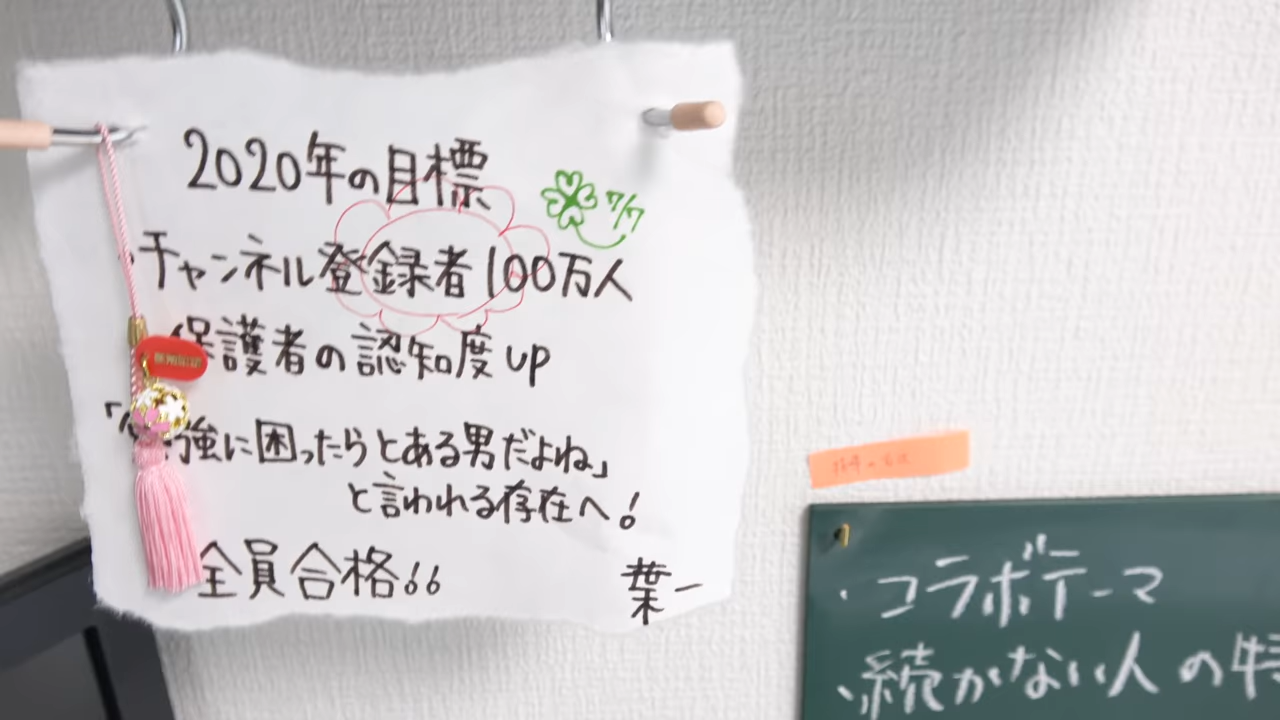 2020年の目標
7/7
・チャンネル登録者100万人
保護者の認知度up
強に困ったらとある男だよね」
と言われる存在へ!
全員合格!!
葉一
・コラボテーマ
・続かない人の特